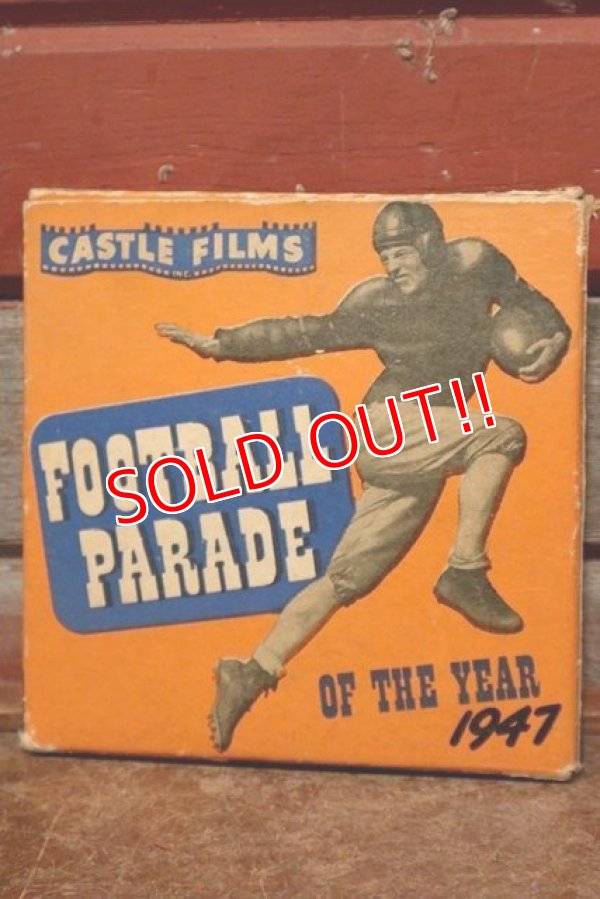 CASTLE FILMS
INC.
FOOTBALL
PARADE
SOLD OUT!!
OF THE YEAR
1947